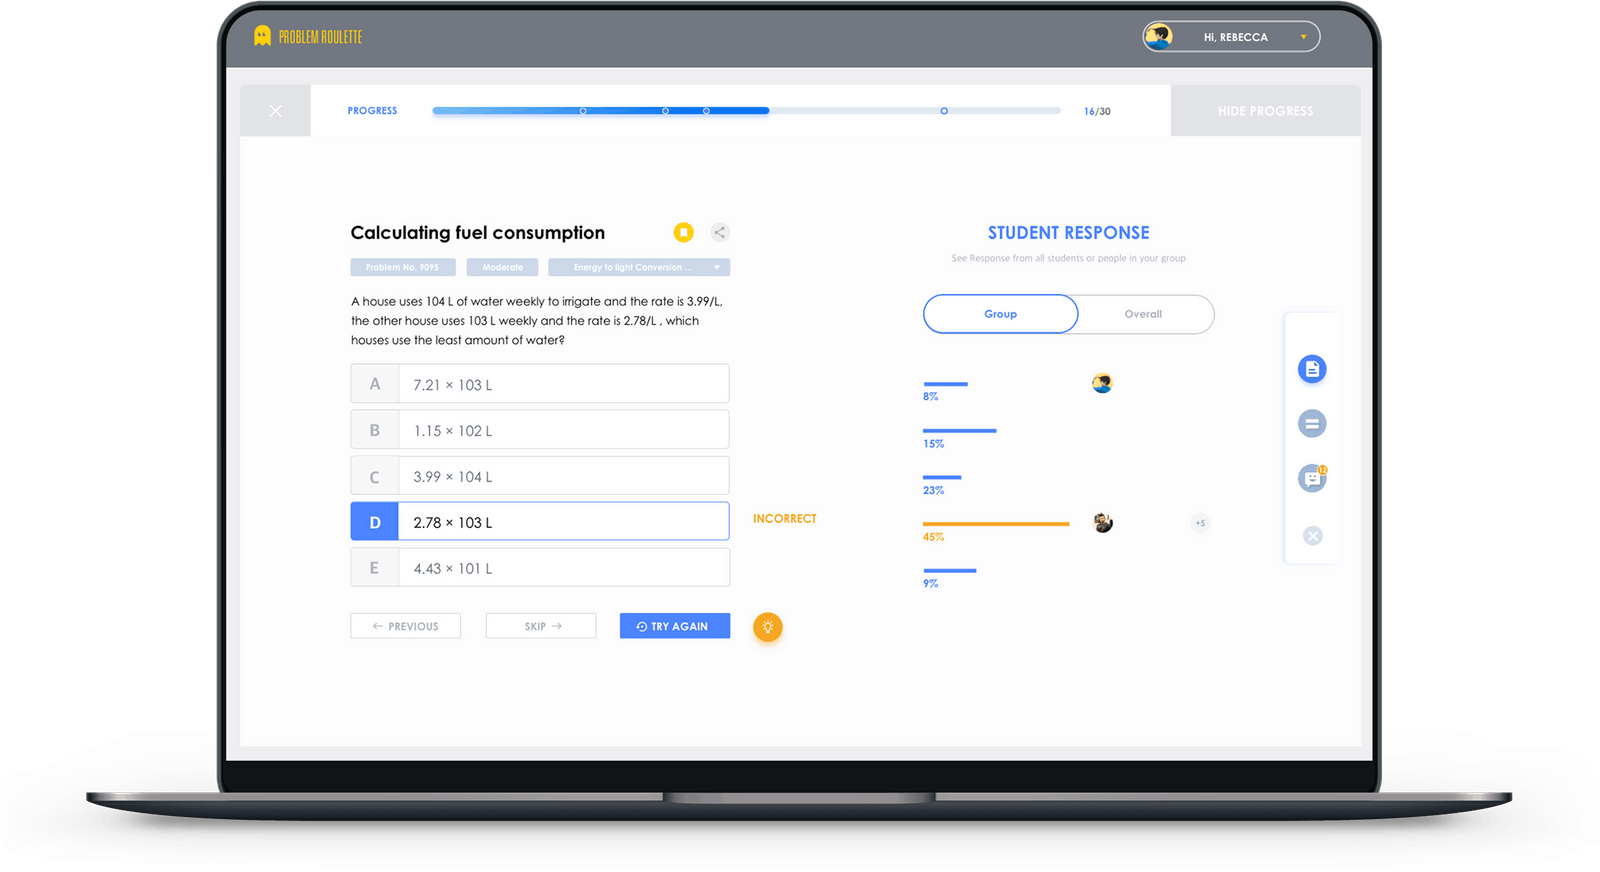 PROBLEM ROULETTE
Hi, REBECCA
PROGRESS
16/30
HIDE PROGRESS
Calculating fuel consumption
Problem No. 9095
Moderate
Energy to light Conversion ...
A house uses 104 L of water weekly to irrigate and the rate is 3.99/L,
the other house uses 103 L weekly and the rate is 2.78/L , which
houses use the least amount of water?
A 7.21 × 103 L
B 1.15 × 102 L
C 3.99 × 104 L
D 2.78 × 103 L
INCORRECT
E 4.43 × 101 L
← PREVIOUS
SKIP →
TRY AGAIN
STUDENT RESPONSE
See Response from all students or people in your group
Group
Overall
8%
15%
23%
45%
+5
9%
12